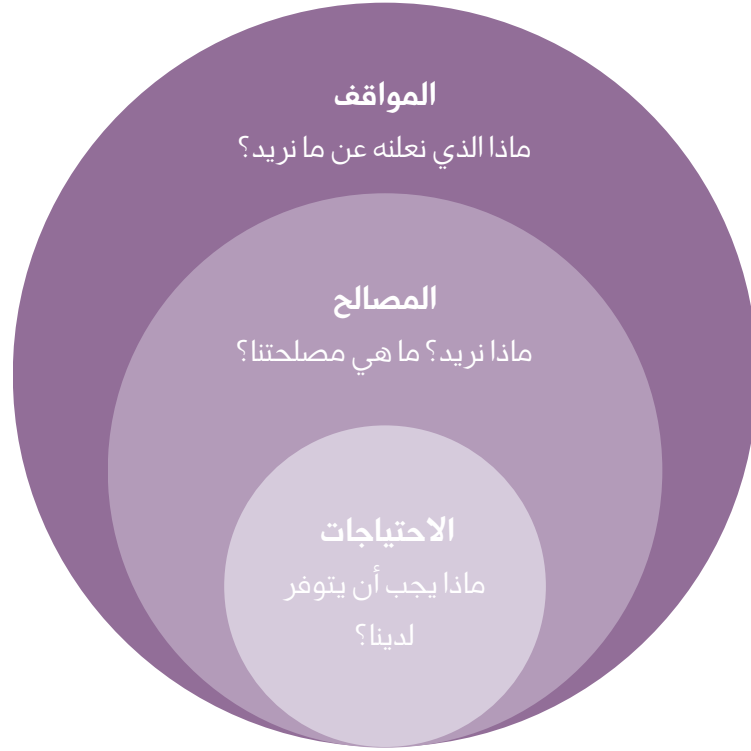 المواقف
ماذا الذي نعلنه عن ما نريد؟
المصالح
ماذا نريد؟ ما هي مصلحتنا؟
الاحتياجات
ماذا يجب أن يتوفر
لدينا؟